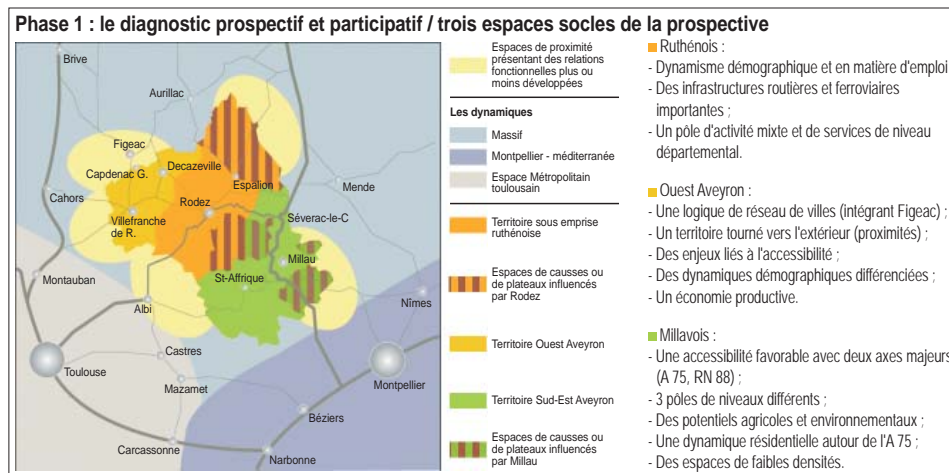 Phase 1 : le diagnostic prospectif et participatif / trois espaces socles de la prospective
Brive
Aurillac
Figeac
Capdenac G.
Decazeville
Espalion
Mende
Cahors
Rodez
Villefranche
de R.
Séverac-le-C
Millau
St-Affrique
Montauban
Nîmes
Albi
Castres
Toulouse
Mazamet
Montpellier
Béziers
Carcassonne
Narbonne
Espaces de proximité
présentant des relations
fonctionnelles plus ou
moins développées
Les dynamiques
Massif
Montpellier - méditerranée
Espace Métropolitain
toulousain
Territoire sous emprise
ruthénoise
Espaces de causses ou
de plateaux influencés
par Rodez
Territoire Ouest Aveyron
Territoire Sud-Est Aveyron
Espaces de causses ou
de plateaux influencés
par Millau
Ruthénois :
- Dynamisme démographique et en matière d'emploi
- Des infrastructures routières et ferroviaires
importantes ;
- Un pôle d'activité mixte et de services de niveau
départemental.
Ouest Aveyron :
- Une logique de réseau de villes (intégrant Figeac) ;
- Un territoire tourné vers l'extérieur (proximités) ;
- Des enjeux liés à l'accessibilité ;
- Des dynamiques démographiques différenciées ;
- Un économie productive.
Millavois :
- Une accessibilité favorable avec deux axes majeurs
(A 75, RN 88) ;
- 3 pôles de niveaux différents ;
- Des potentiels agricoles et environnementaux ;
- Une dynamique résidentielle autour de l'A 75 ;
- Des espaces de faibles densités.